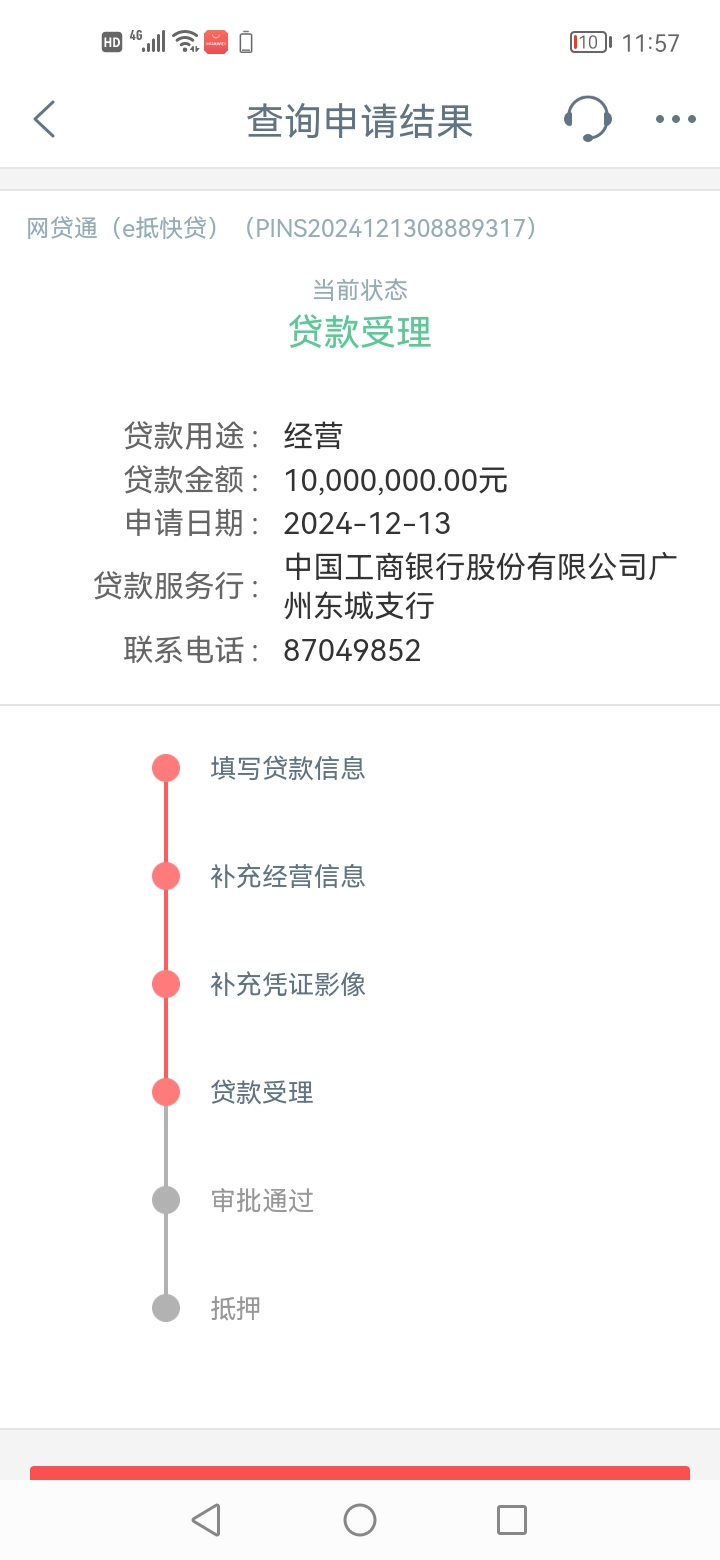 HD 4G 10 11:57
查询申请结果
网贷通（e抵快贷）（PINS2024121308889317）
当前状态
贷款受理
贷款用途： 经营
贷款金额： 10,000,000.00元
申请日期： 2024-12-13
贷款服务行： 中国工商银行股份有限公司广
州东城支行
联系电话： 87049852
填写贷款信息
补充经营信息
补充凭证影像
贷款受理
审批通过
抵押